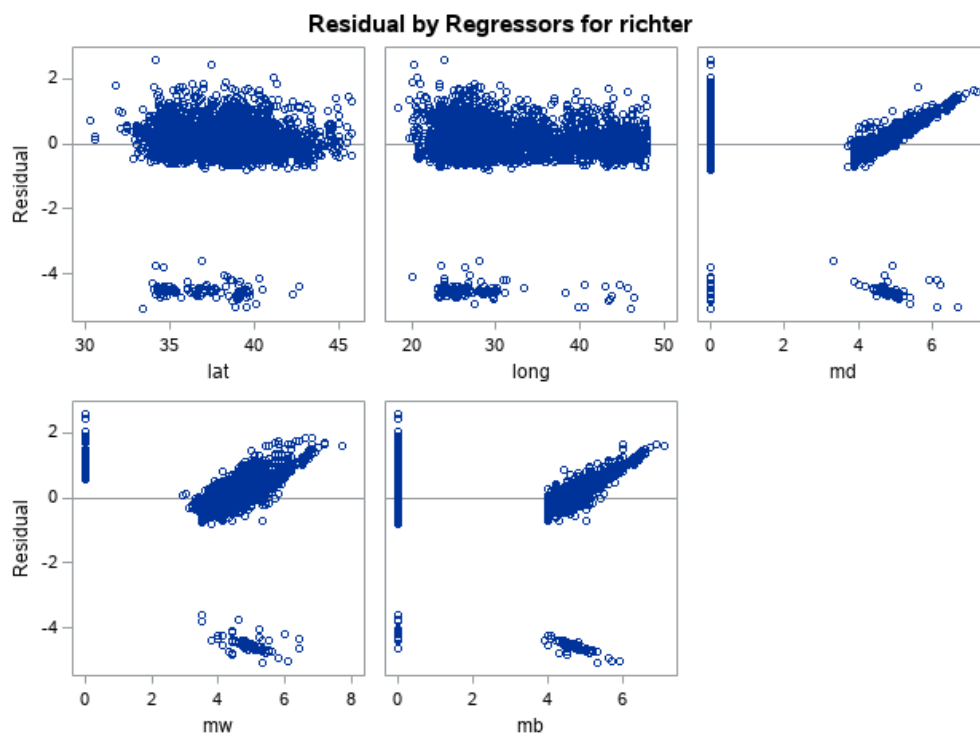 Residual by Regressors for richter
Residual
2
0
-2
-4
30 35 40 45
lat
20 30 40 50
long
0 2 4 6
md
Residual
2
0
-2
-4
0 2 4 6 8
mw
0 2 4 6
mb